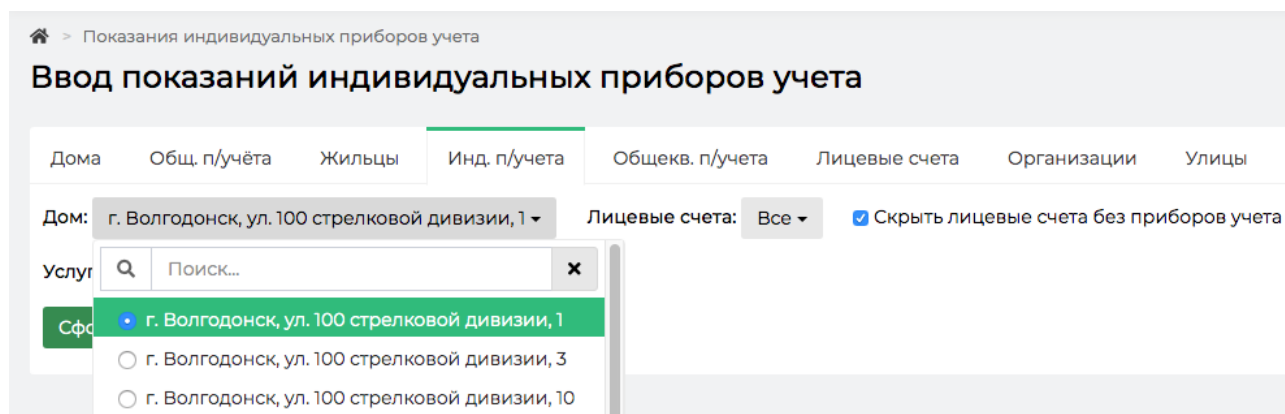 > Показания индивидуальных приборов учета
Ввод показаний индивидуальных приборов учета
Дома Общ. п/учёта Жильцы Инд. п/учета Общекв. п/учета Лицевые счета Организации Улицы
Дом: г. Волгодонск, ул. 100 стрелковой дивизии, 1 Лицевые счета: Все Скрыть лицевые счета без приборов учета
Поиск...
г. Волгодонск, ул. 100 стрелковой дивизии, 1
г. Волгодонск, ул. 100 стрелковой дивизии, 3
г. Волгодонск, ул. 100 стрелковой дивизии, 10